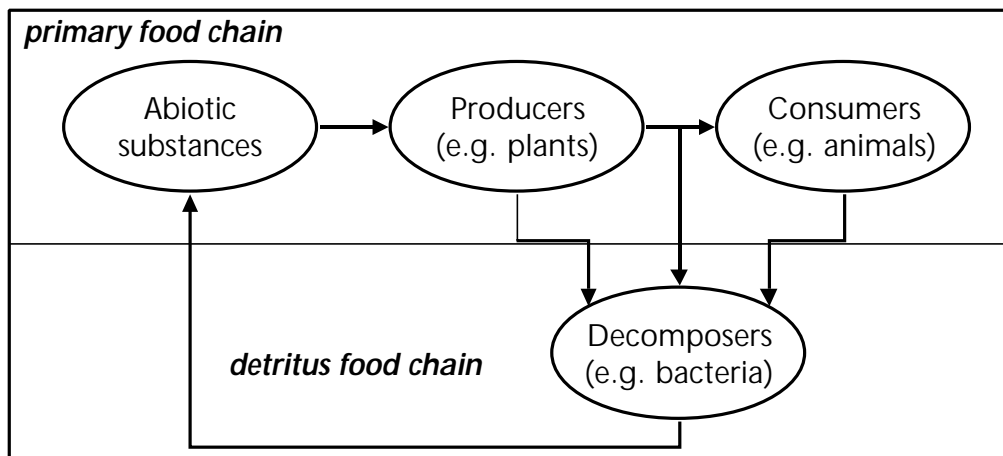 primary food chain
Abiotic
substances
Producers
(e.g. plants)
Consumers
(e.g. animals)
Decomposers
(e.g. bacteria)
detritus food chain